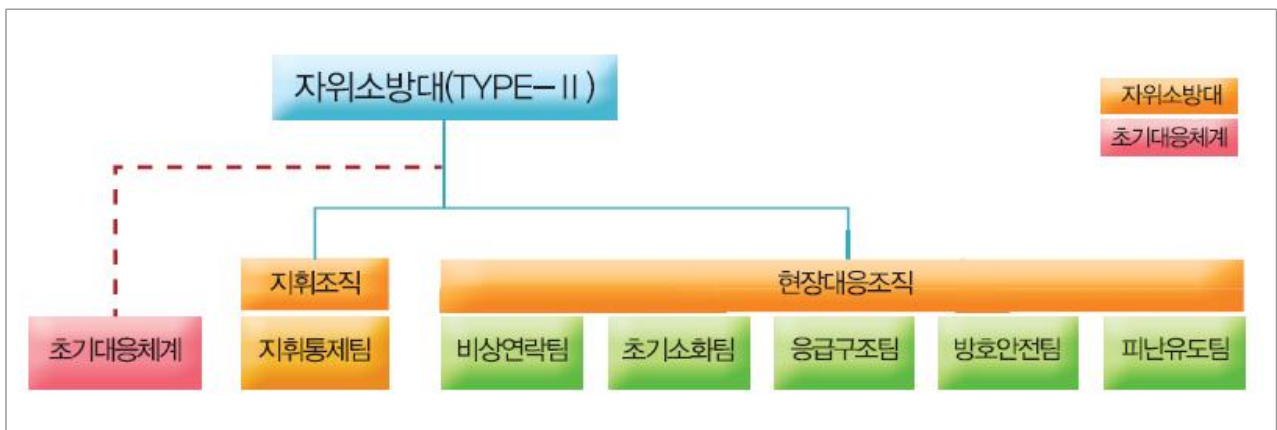 자위소방대(TYPE-Ⅱ)
자위소방대
초기대응체계
지휘조직
현장대응조직
초기대응체계
지휘통제팀
비상연락팀
초기소화팀
응급구조팀
방호안전팀
피난유도팀